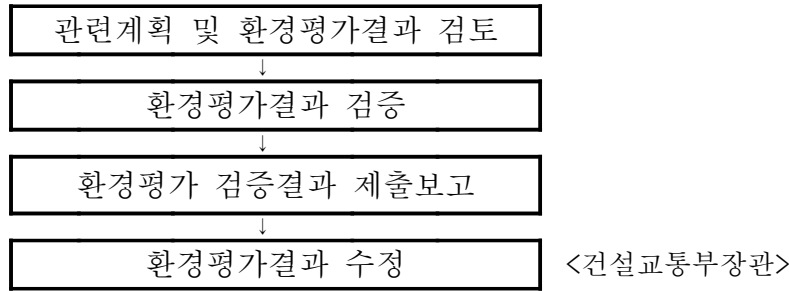 관련계획 및 환경평가결과 검토
↓
환경평가결과 검증
↓
환경평가 검증결과 제출보고
↓
환경평가결과 수정 <건설교통부장관>